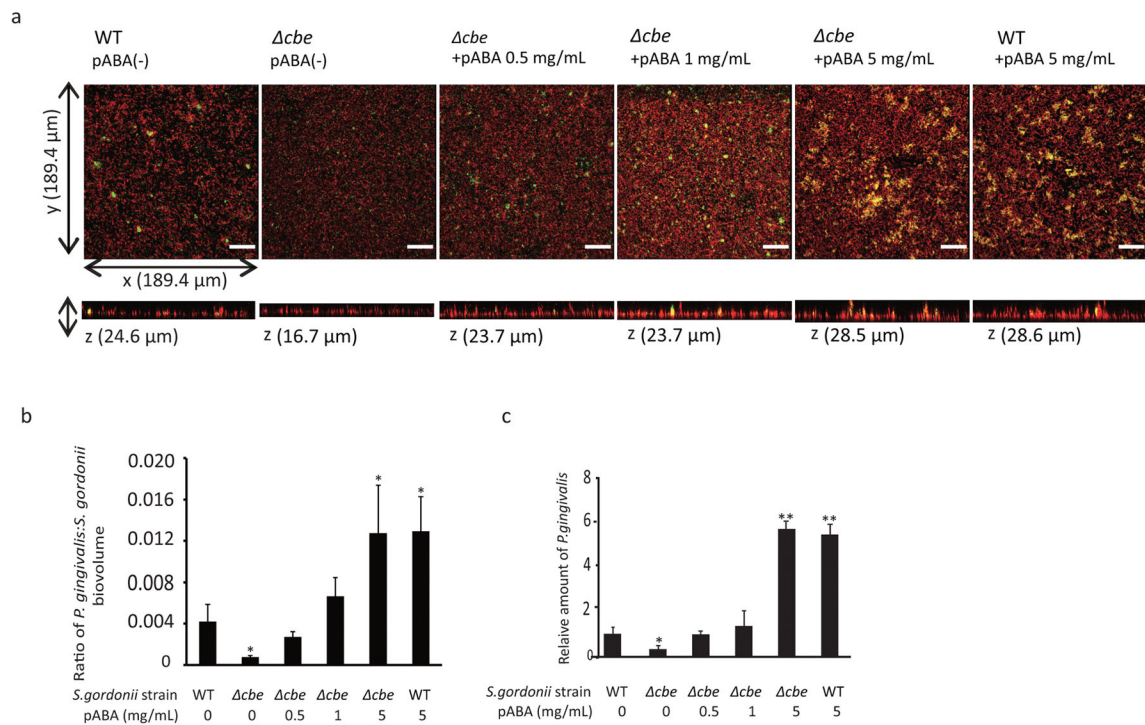 a
WT
pABA(-)
Δcbe
pABA(-)
Δcbe
+pABA 0.5 mg/mL
Δcbe
+pABA 1 mg/mL
Δcbe
+pABA 5 mg/mL
WT
+pABA 5 mg/mL
y (189.4 µm)
x (189.4 µm)
z (24.6 µm)
(16.7 µm)
z (23.7 µm)
z (23.7 µm)
z (28.5 µm)
z (28.6 µm)
b
Ratio of P. gingivalis:S. gordonii
biovolume
0.020
0.016
0.012
0.008
0.004
0
*
*
*
S.gordonii strain WT Δcbe Δcbe Δcbe Δcbe WT
pABA (mg/mL) 0 0 0.5 1 5 5
c
Relaive amount of P.gingivalis
8
6
4
2
0
*
**
**
S.gordonii strain WT Δcbe Δcbe Δcbe Δcbe WT
pABA (mg/mL) 0 0 0.5 1 5 5